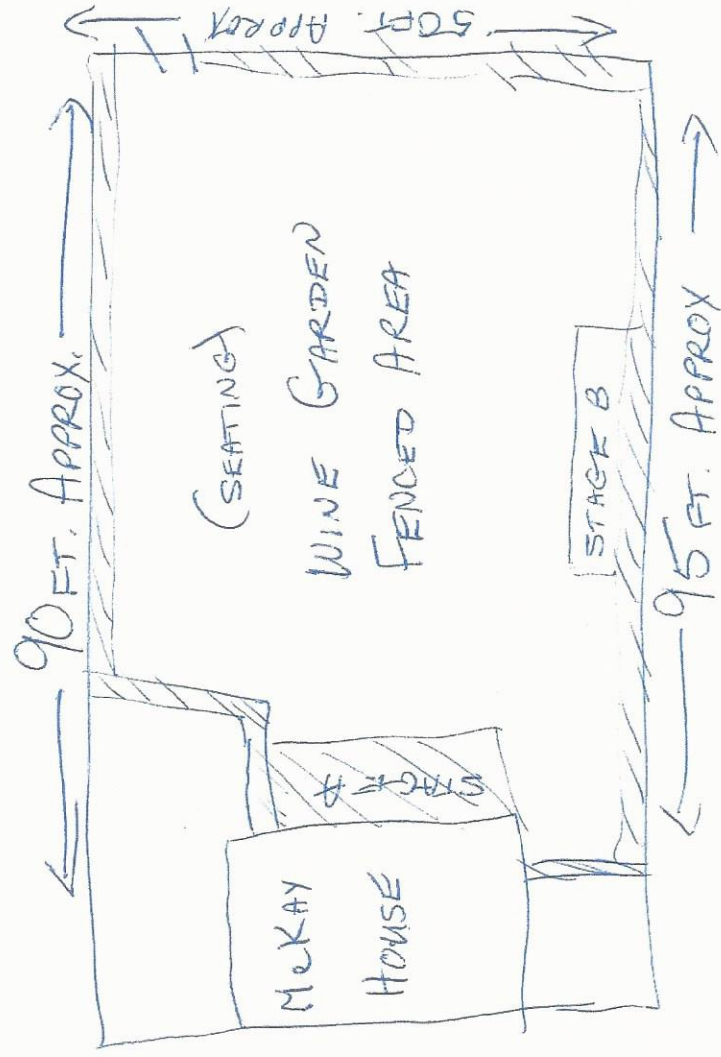 50FT. APPROX
90 FT. APPROX.
(SEATING)
WINE GARDEN
FENCED AREA
STAGE B
STAGE A
McKAY
HOUSE
95 FT. APPROX